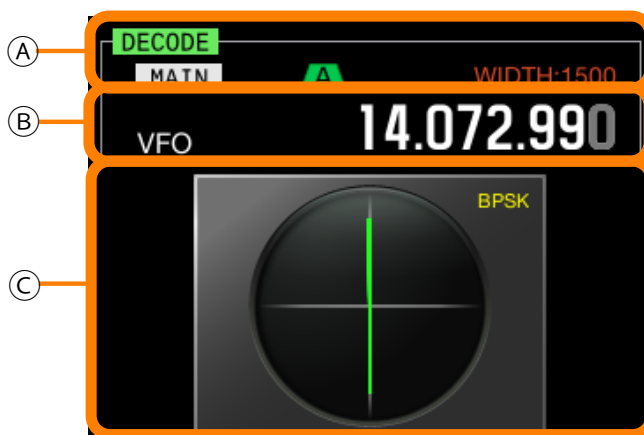 DECODE
Ⓐ
MAIN A WIDTH:1500
Ⓑ
VFO 14.072.990
BPSK
Ⓒ